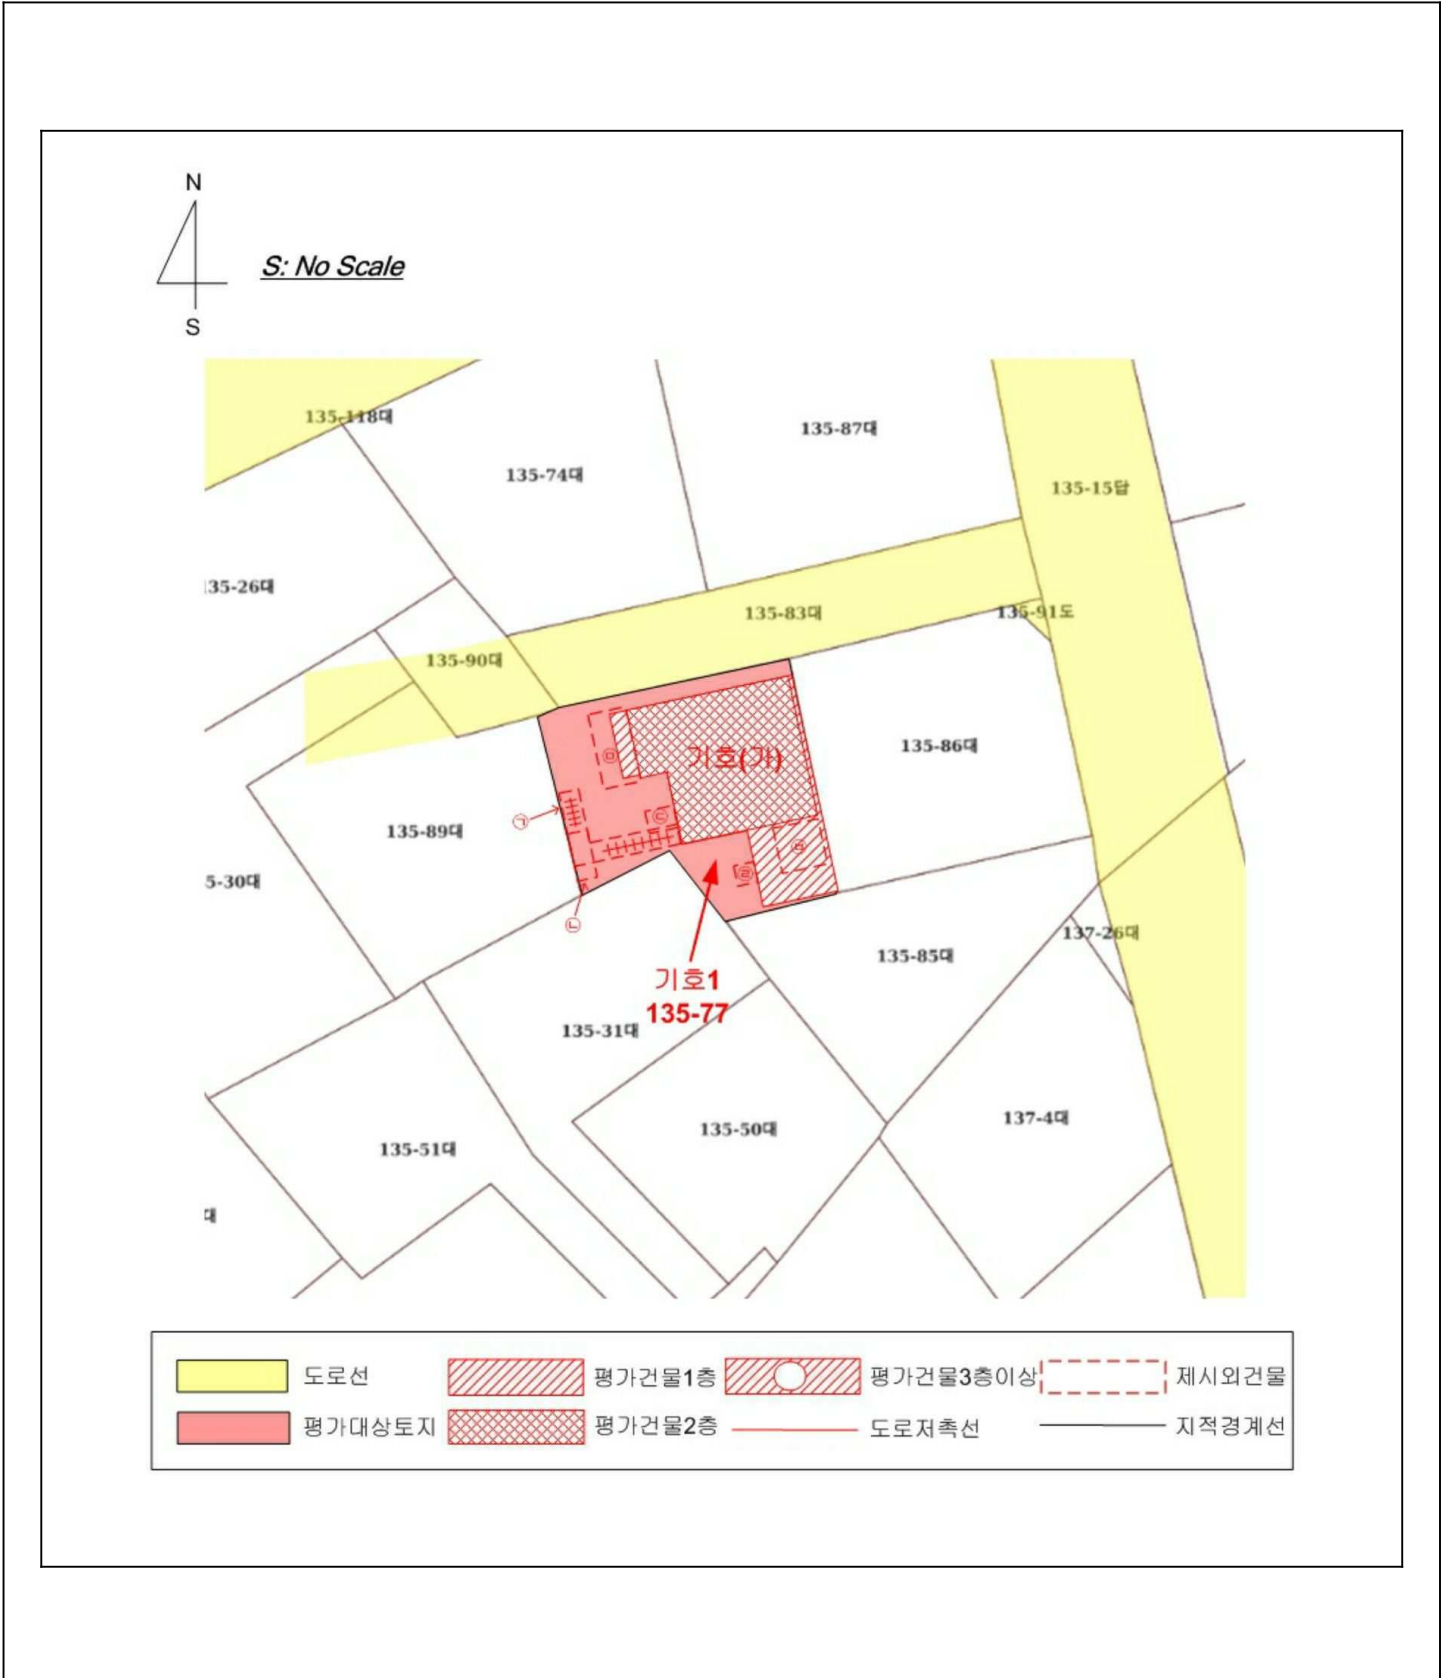 N
S: No Scale
S
135-118대
135-87대
135-74대
135-15답
135-26대
135-83대
135-91도
135-90대
135-86대
기호(가)
㉠
135-89대
5-30대
㉡
135-85대
137-26대
기호1
135-77
135-31대
137-4대
135-50대
135-51대
대
도로선
평가건물1층
평가건물3층이상
제시외건물
평가대상토지
평가건물2층
도로저촉선
지적경계선